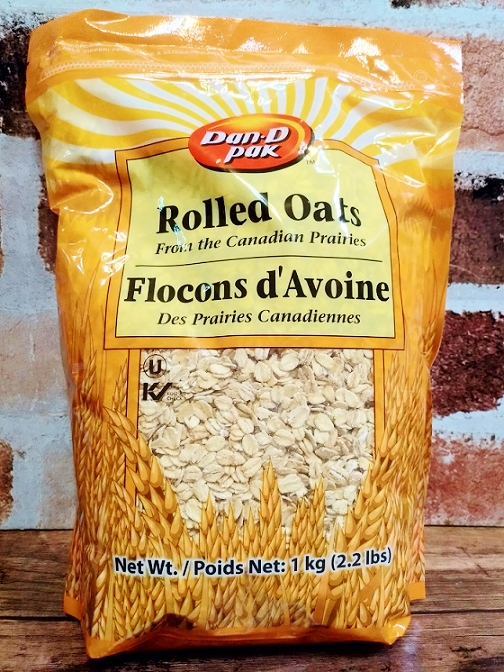 Dan-D
pak
TM
Rolled Oats
From the Canadian Prairies
Flocons d'Avoine
Des Prairies Canadiennes
U
K
Net Wt. / Poids Net: 1 kg (2.2 lbs)